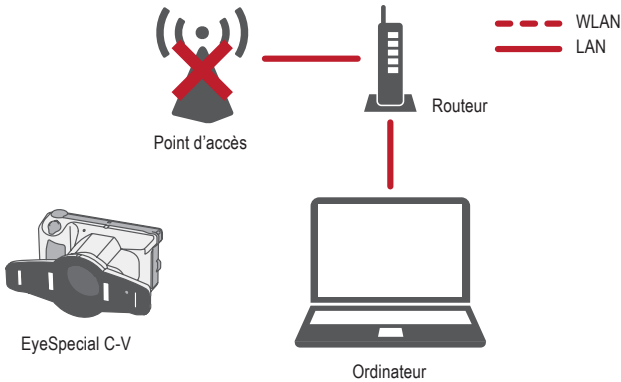 WLAN
LAN
Routeur
Point d'accès
EyeSpecial C-V
Ordinateur